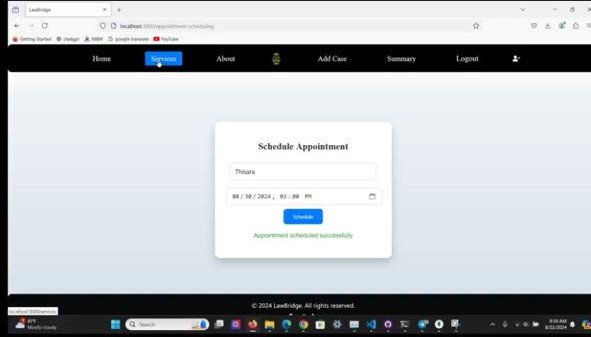 LawBridge
localhost:3000/appointment-scheduling
Getting Started chatgpt NIBM google translate YouTube
Home Services About Add Case Summary Logout
Schedule Appointment
Thisara
08/30/2024, 03:00 PM
Schedule
Appointment scheduled successfully
© 2024 LawBridge. All rights reserved.
localhost:3000/services
Mostly cloudy
Search
9:59 AM
8/22/2024